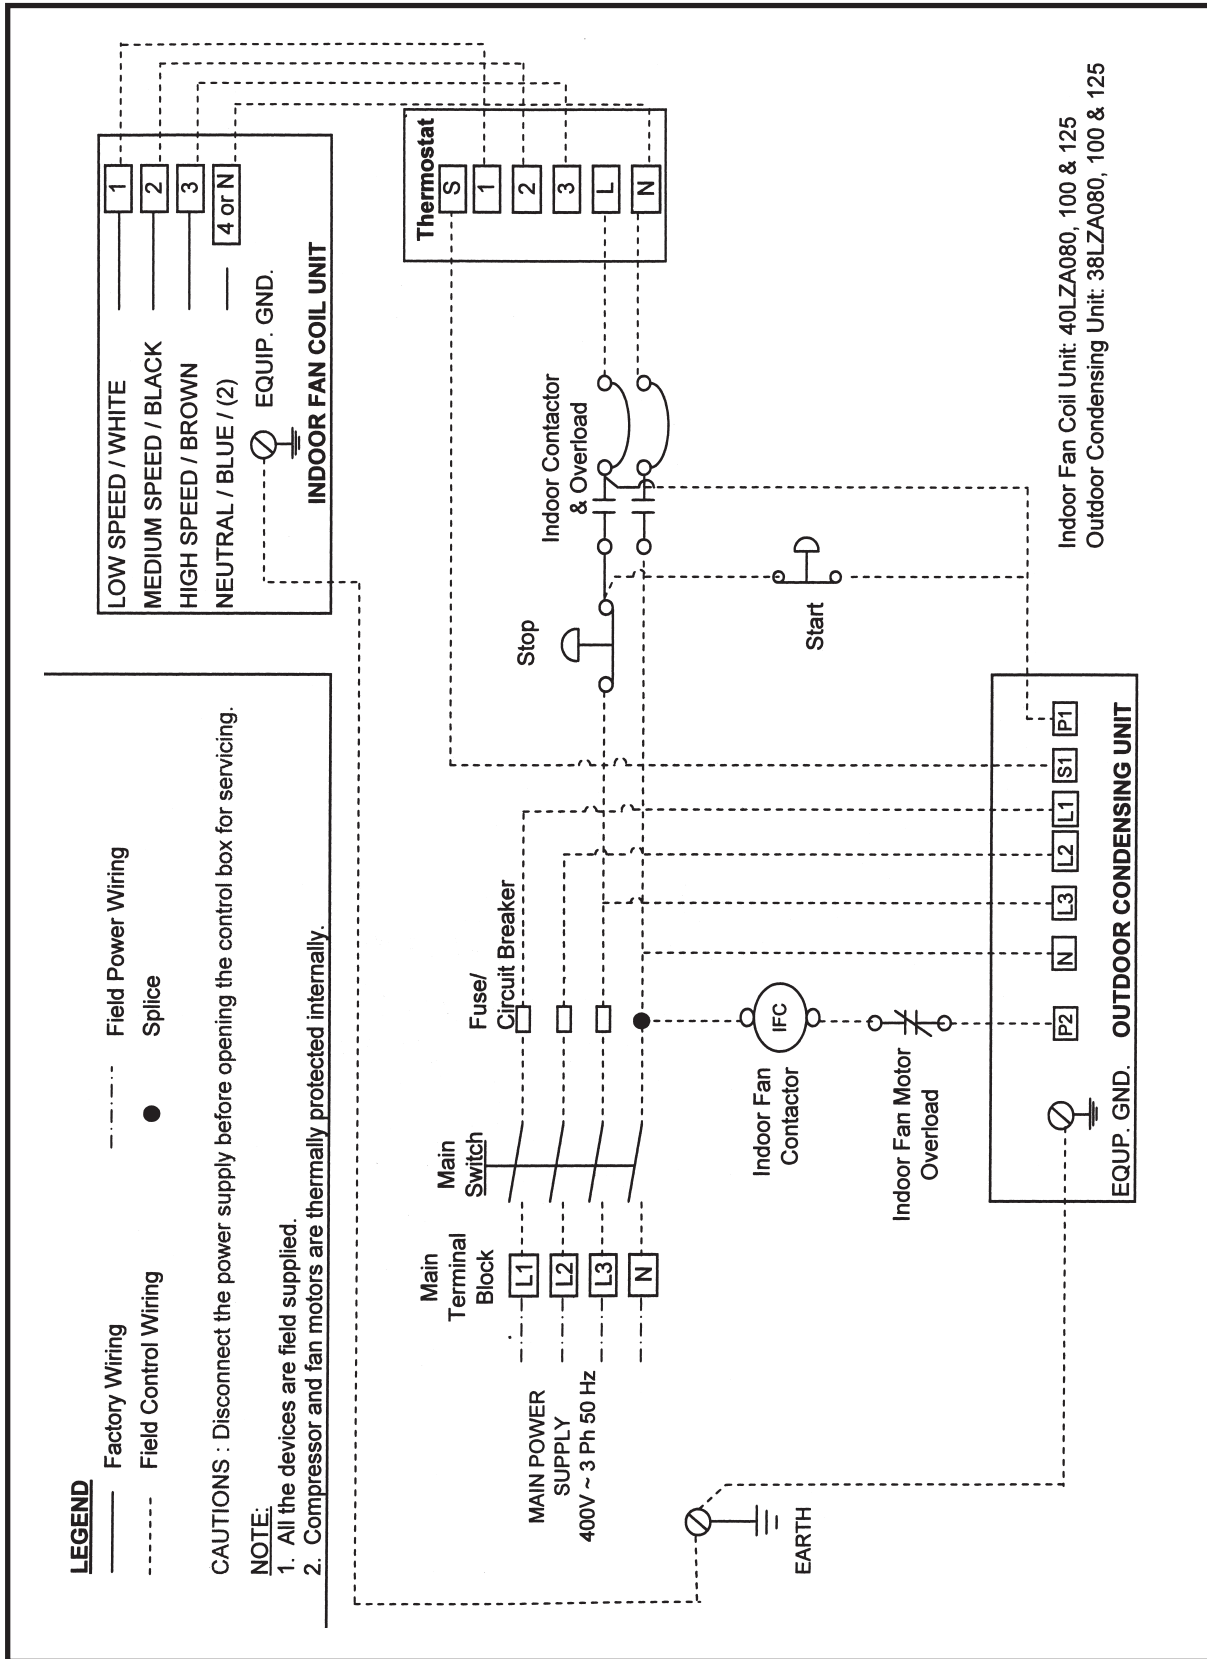 LEGEND
Factory Wiring
Field Power Wiring
Field Control Wiring
Splice
CAUTIONS : Disconnect the power supply before opening the control box for servicing.
NOTE:
1. All the devices are field supplied.
2. Compressor and fan motors are thermally protected internally.
LOW SPEED / WHITE
1
MEDIUM SPEED / BLACK
2
HIGH SPEED / BROWN
3
NEUTRAL / BLUE / (2)
4 or N
EQUIP. GND.
INDOOR FAN COIL UNIT
Thermostat
S
1
2
3
L
N
Main
Terminal
Block
L1
L2
L3
N
Main
Switch
Fuse/
Circuit Breaker
Stop
Indoor Contactor
& Overload
MAIN POWER
SUPPLY
400V ~ 3 Ph 50 Hz
Start
EARTH
Indoor Fan
Contactor
IFC
Indoor Fan Motor
Overload
P2
N
L3
L2
L1
S1
P1
EQUP. GND.
OUTDOOR CONDENSING UNIT
Indoor Fan Coil Unit: 40LZA080, 100 & 125
Outdoor Condensing Unit: 38LZA080, 100 & 125